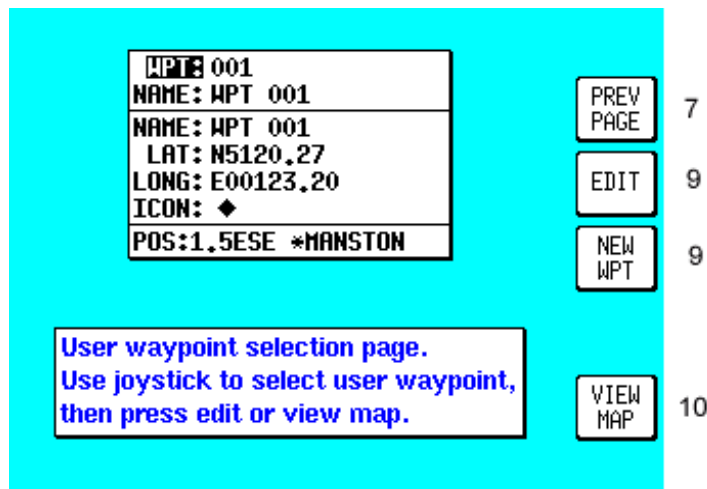 WPT: 001
NAME: WPT 001
NAME: WPT 001
LAT: N5120.27
LONG: E00123.20
ICON: ◆
POS:1.5ESE *MANSTON
PREV
PAGE
7
EDIT
9
NEW
WPT
9
User waypoint selection page.
Use joystick to select user waypoint,
then press edit or view map.
VIEW
MAP
10